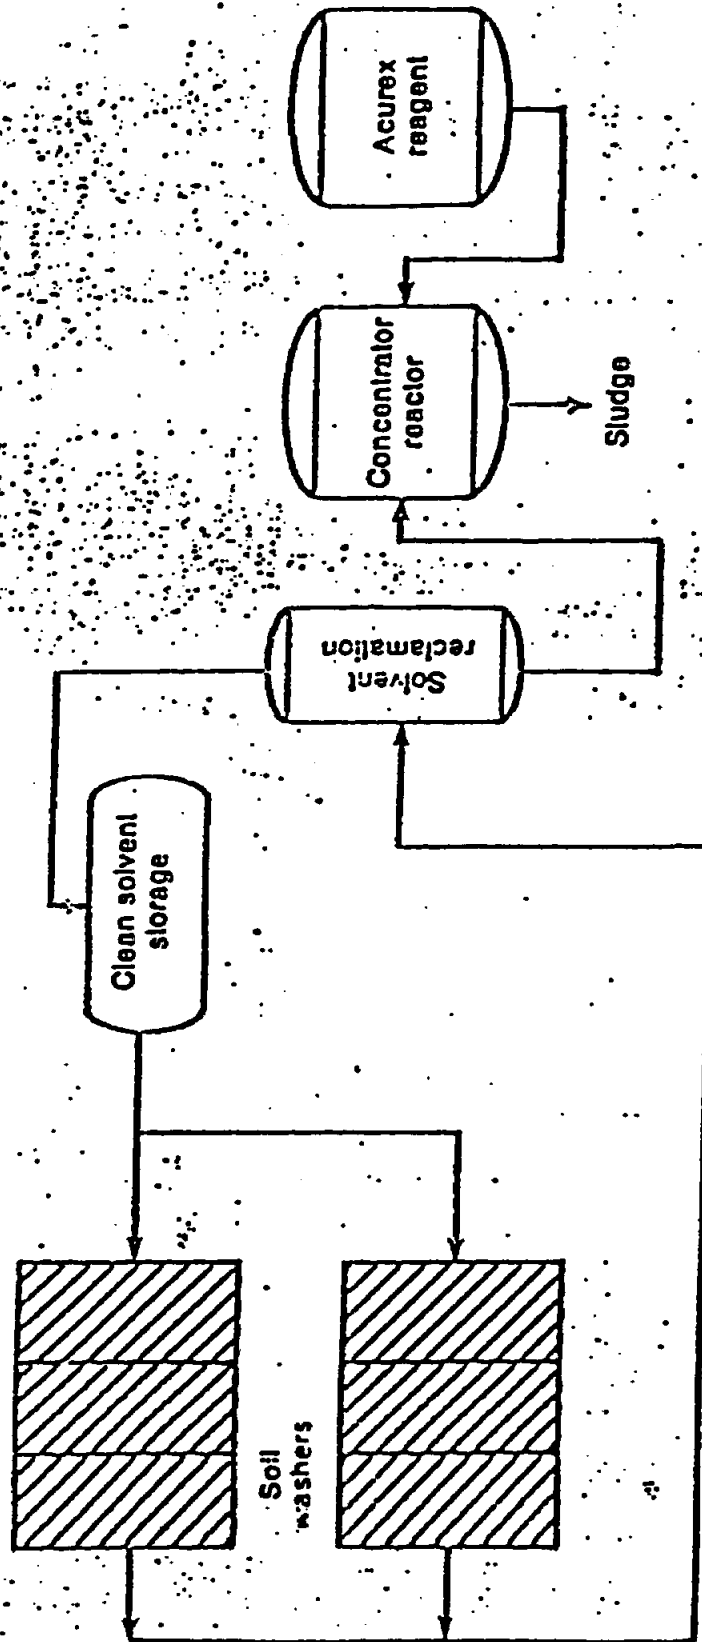 Acurex
reagent
Concentrator
reactor
Sludge
Solvent
reclamation
Clean solvent
storage
Soil
washers